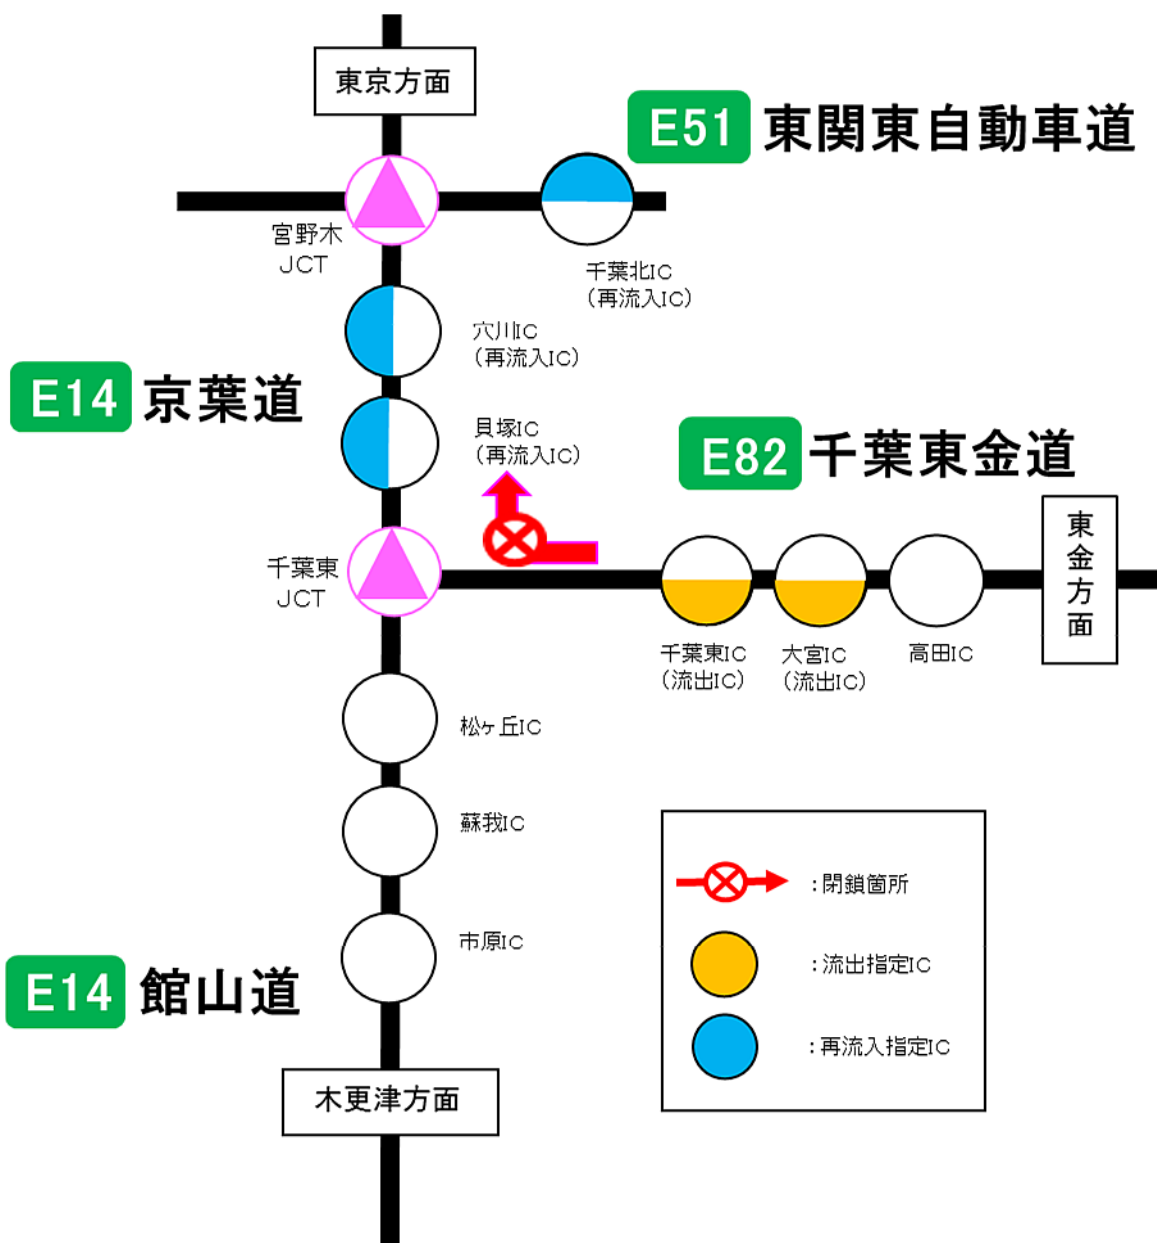 東京方面
E51 東関東自動車道
宮野木
JCT
千葉北IC
(再流入IC)
穴川IC
(再流入IC)
E14 京葉道
貝塚IC
(再流入IC)
E82 千葉東金道
東金方面
千葉東
JCT
千葉東IC
(流出IC)
大宮IC
(流出IC)
高田IC
松ヶ丘IC
蘇我IC
市原IC
E14 館山道
木更津方面
:閉鎖箇所
:流出指定IC
:再流入指定IC